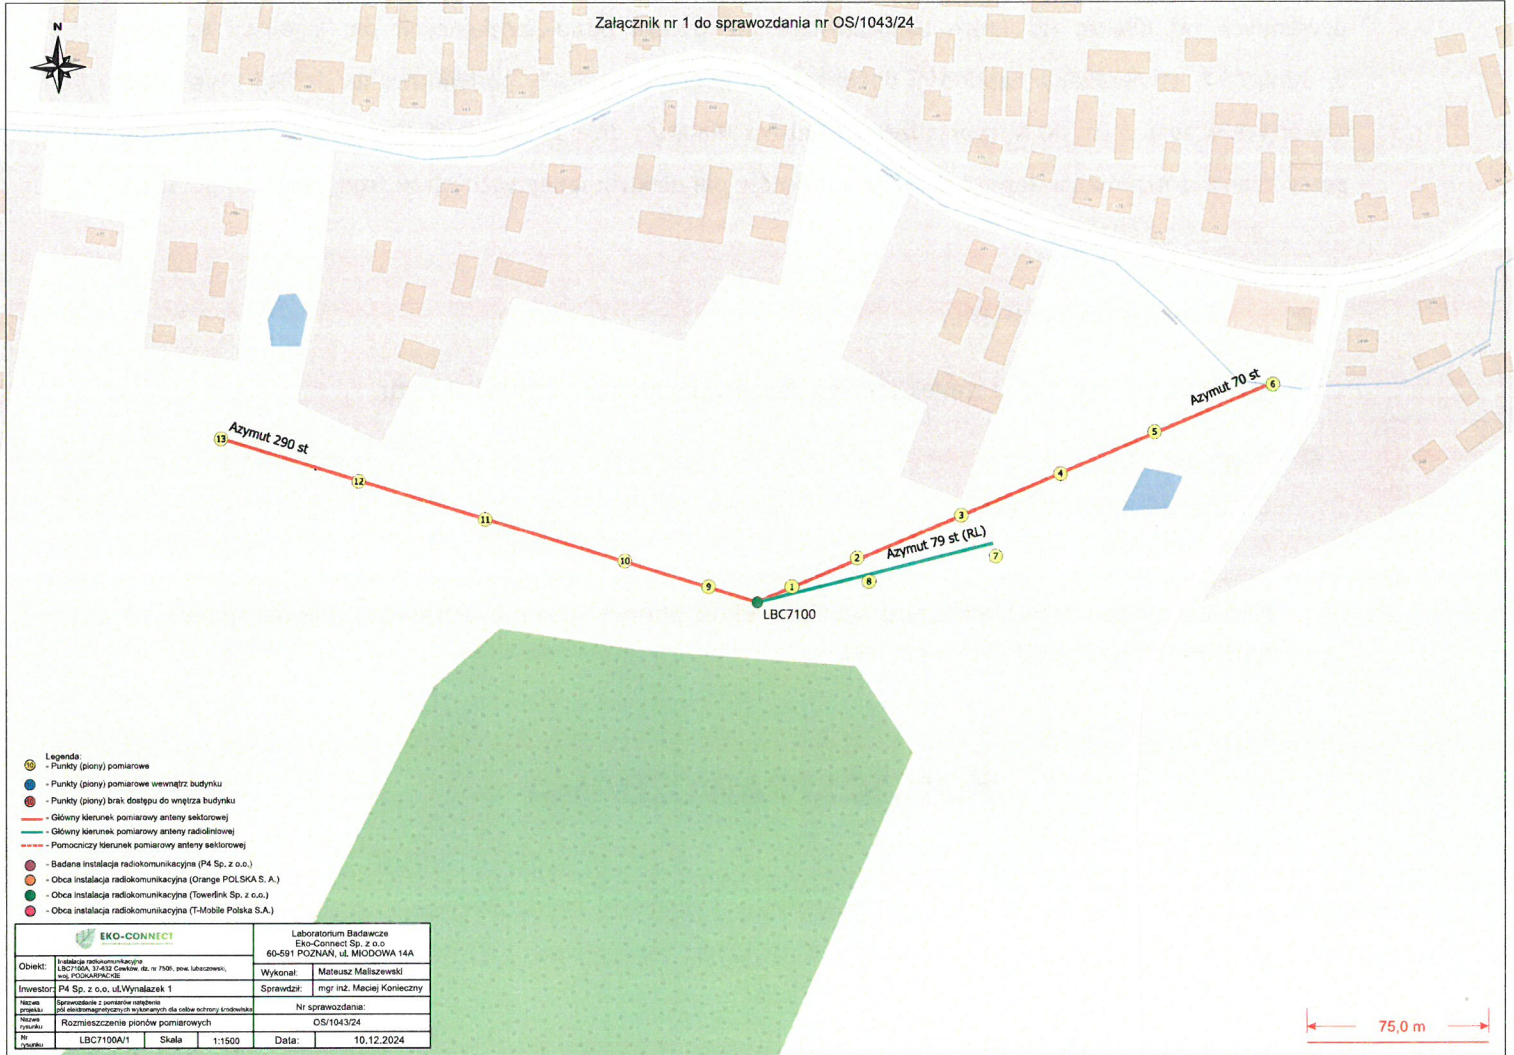 Załącznik nr 1 do sprawozdania nr OS/1043/24
N
Azymut 70 st
6
5
Azymut 290 st
13
12
4
11
3
Azymut 79 st (RL)
2
7
10
8
9
1
LBC7100
Legenda:
10 - Punkty (piony) pomiarowe
- Punkty (piony) pomiarowe wewnątrz budynku
- Punkty (piony) brak dostępu do wnętrza budynku
- Główny kierunek pomiarowy anteny sektorowej
- Główny kierunek pomiarowy anteny radioliniowej
- Pomocniczy kierunek pomiarowy anteny sektorowej
- Badana instalacja radiokomunikacyjna (P4 Sp. z o.o.)
- Obca instalacja radiokomunikacyjna (Orange POLSKA S. A.)
- Obca instalacja radiokomunikacyjna (Towerlink Sp. z o.o.)
- Obca instalacja radiokomunikacyjna (T-Mobile Polska S.A.)
EKO-CONNECT
Laboratorium Badawcze
Eko-Connect Sp. z o.o
60-591 POZNAŃ, ul. MIODOWA 14A
Obiekt: Instalacja radiokomunikacyjna
LBC7100A, 37-632 Cewków, dz. nr 7505, pow. lubaczowski,
woj. PODKARPACKIE
Wykonał: Mateusz Maliszewski
Inwestor: P4 Sp. z o.o. ul.Wynalazek 1
Sprawdził: mgr inż. Maciej Konieczny
Nazwa projektu Sprawozdanie z pomiarów natężenia
pól elektromagnetycznych wykonanych dla celów ochrony środowiska
Nr sprawozdania:
Nazwa rysunku Rozmieszczenie pionów pomiarowych
OS/1043/24
Nr rysunku LBC7100A/1 Skala 1:1500 Data: 10.12.2024
75,0 m